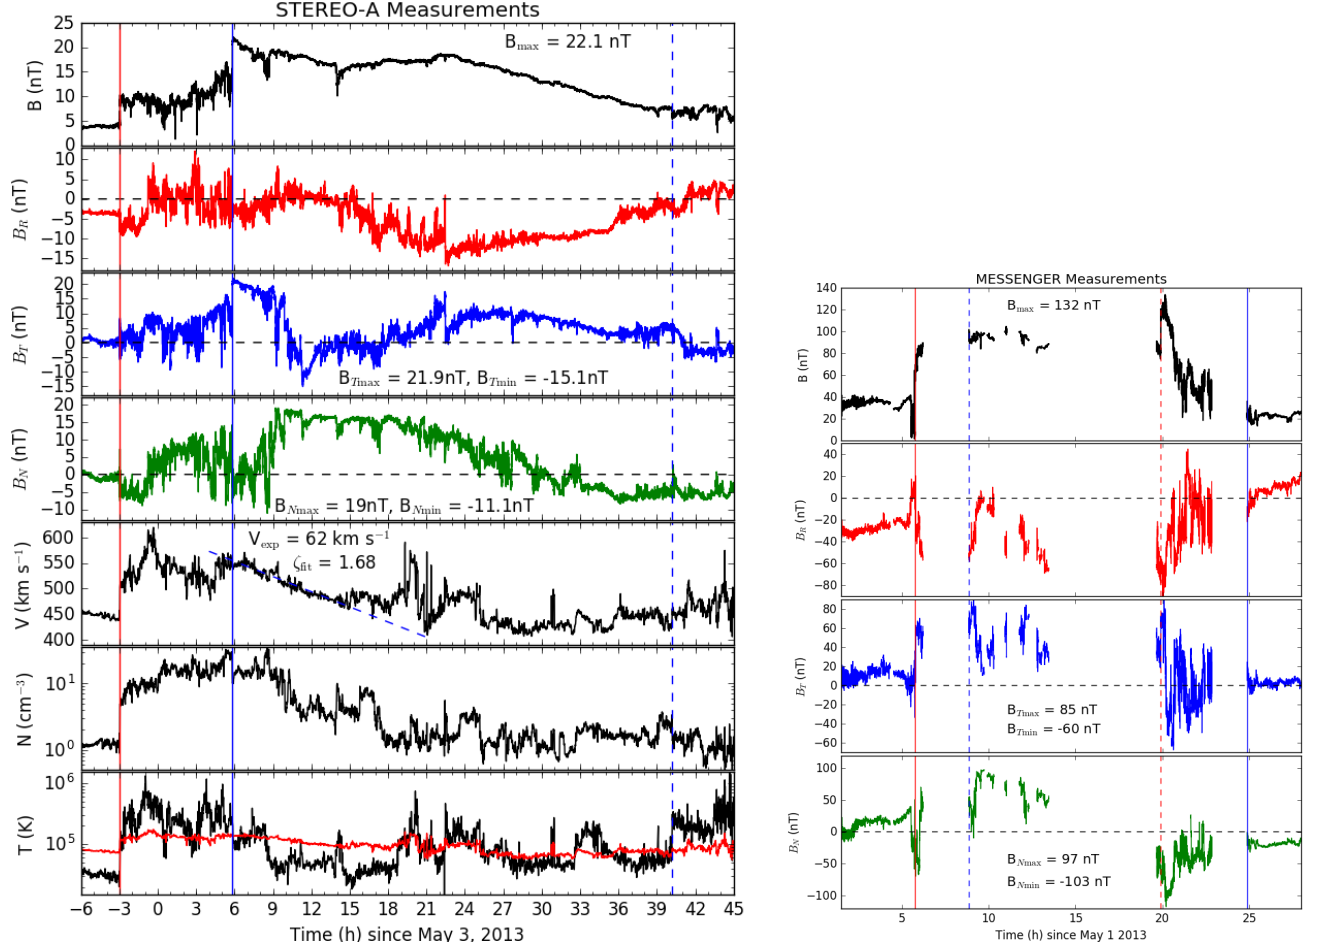 STEREO-A Measurements
25
20
15
10
5
0
B (nT)
B_max = 22.1 nT
10
5
0
−5
−10
−15
B_R (nT)
20
15
10
5
0
−5
−10
−15
B_T (nT)
B_Tmax = 21.9nT, B_Tmin = -15.1nT
20
15
10
5
0
−5
−10
B_N (nT)
B_Nmax = 19nT, B_Nmin = -11.1nT
600
550
500
450
400
V (km s⁻¹)
V_exp = 62 km s⁻¹
ζ_fit = 1.68
10¹
10⁰
N (cm⁻³)
10⁶
10⁵
T (K)
−6 −3 0 3 6 9 12 15 18 21 24 27 30 33 36 39 42 45
Time (h) since May 3, 2013
MESSENGER Measurements
140
120
100
80
60
40
20
0
B (nT)
B_max = 132 nT
40
20
0
−20
−40
−60
−80
B_R (nT)
80
60
40
20
0
−20
−40
−60
B_T (nT)
B_Tmax = 85 nT
B_Tmin = -60 nT
100
50
0
−50
−100
B_N (nT)
B_Nmax = 97 nT
B_Nmin = -103 nT
5 10 15 20 25
Time (h) since May 1 2013